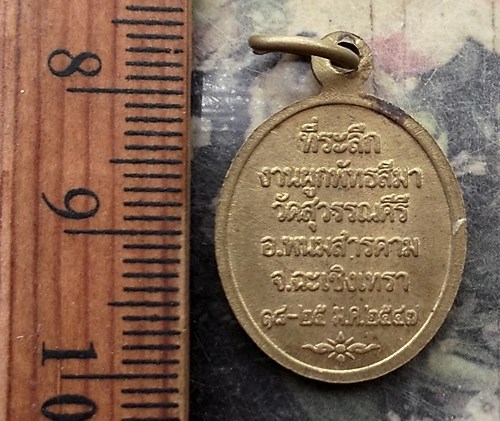 ที่ระลึก
งานผูกพัทธสีมา
วัดสุวรรณคีรี
อ.พนมสารคาม
จ.ฉะเชิงเทรา
๑๘-๒๕ ม.ค.๒๕๔๗
8
9
10